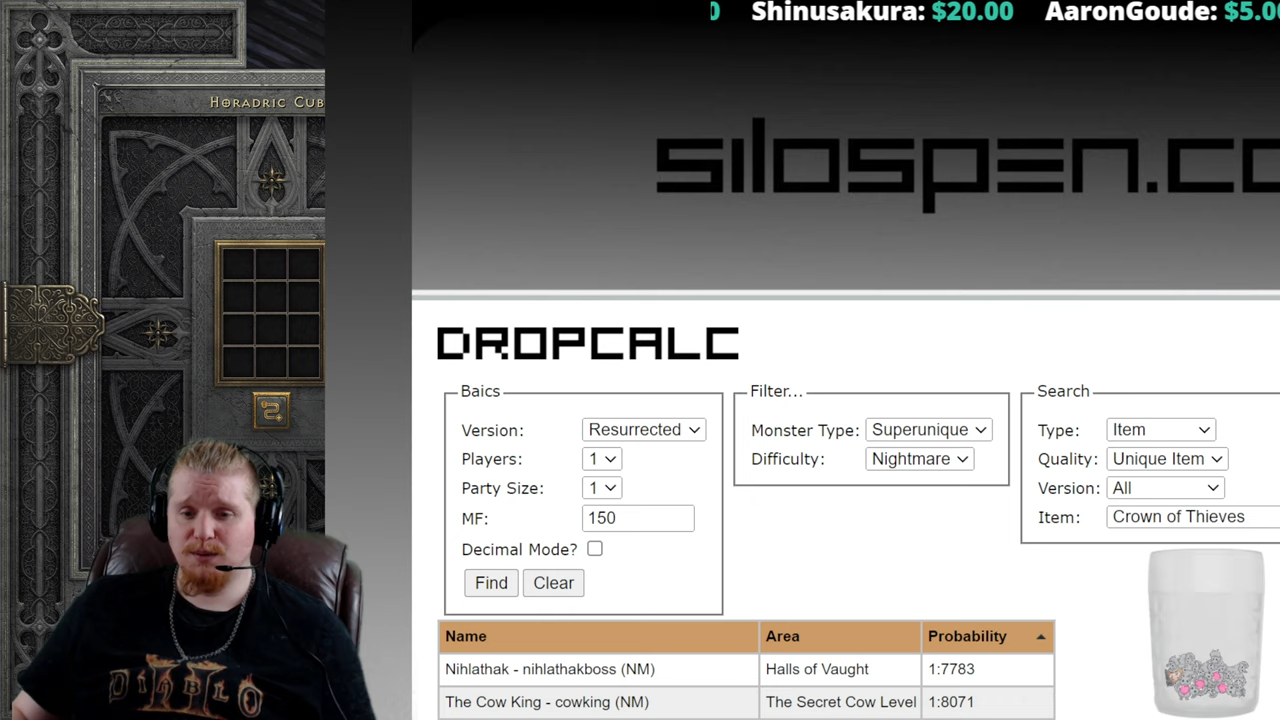 0 Shinusakura: $20.00 AaronGoude: $5.0
HORADRIC CUB
silospen.co
DROPCALC
Baics
Version: Resurrected
Players: 1
Party Size: 1
MF: 150
Decimal Mode?
Find Clear
Filter...
Monster Type: Superunique
Difficulty: Nightmare
Search
Type: Item
Quality: Unique Item
Version: All
Item: Crown of Thieves
Name Area Probability
Nihlathak - nihlathakboss (NM) Halls of Vaught 1:7783
The Cow King - cowking (NM) The Secret Cow Level 1:8071
DIABLO